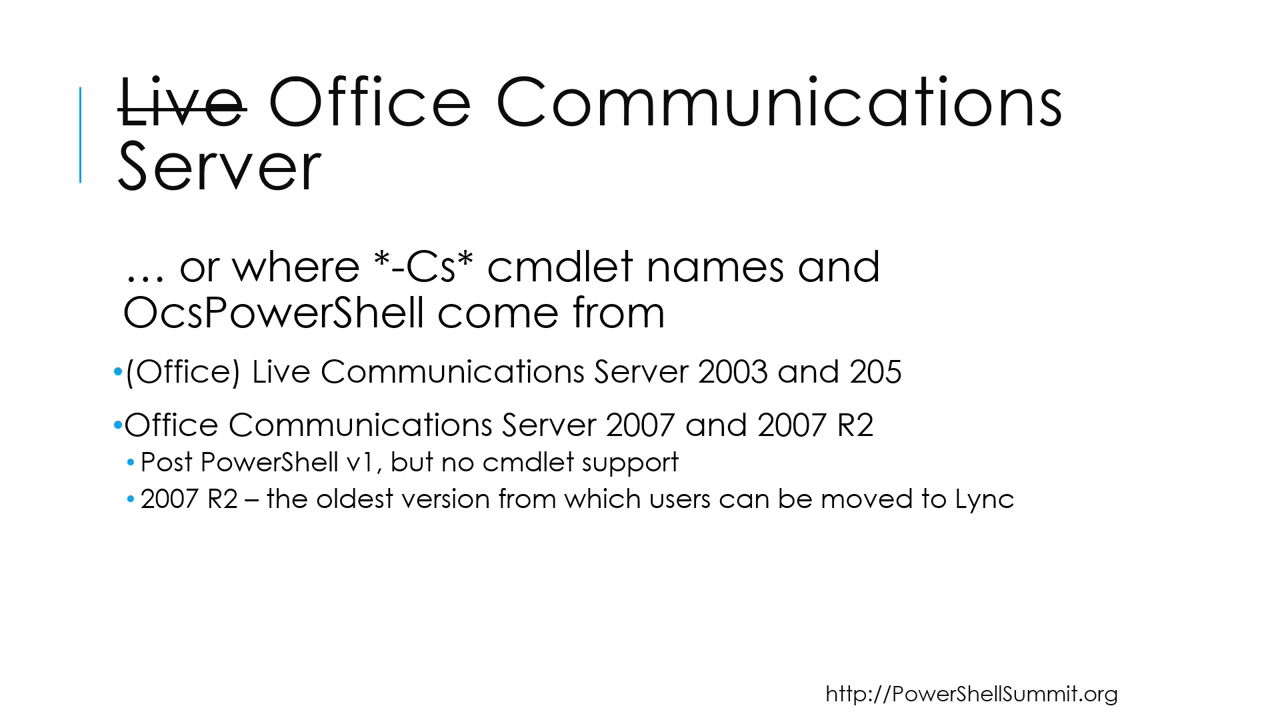 Live Office Communications
Server
… or where *-Cs* cmdlet names and
OcsPowerShell come from
•(Office) Live Communications Server 2003 and 205
•Office Communications Server 2007 and 2007 R2
• Post PowerShell v1, but no cmdlet support
• 2007 R2 – the oldest version from which users can be moved to Lync
http://PowerShellSummit.org